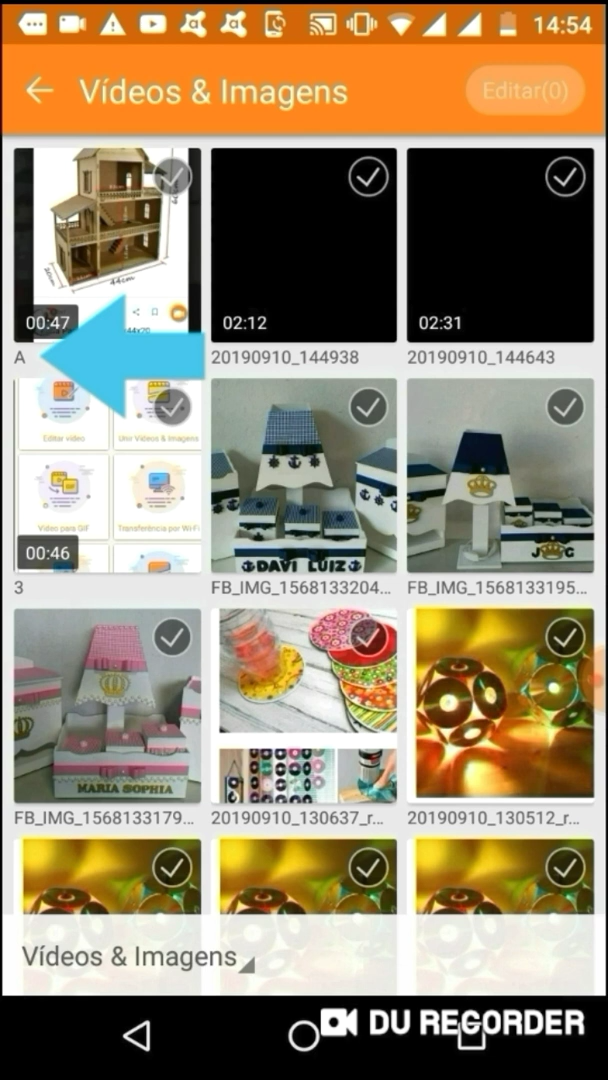 14:54
Vídeos & Imagens
Editar(0)
44cm
00:47
02:12
02:31
A
20190910_144938
20190910_144643
Editar vídeo
Unir Vídeos & Imagens
Vídeo para GIF
Transferência por Wi-Fi
00:46
DAVI LUIZ
3
FB_IMG_1568133204...
FB_IMG_1568133195...
MARIA SOPHIA
FB_IMG_1568133179...
20190910_130637_r...
20190910_130512_r...
Vídeos & Imagens
DU RECORDER